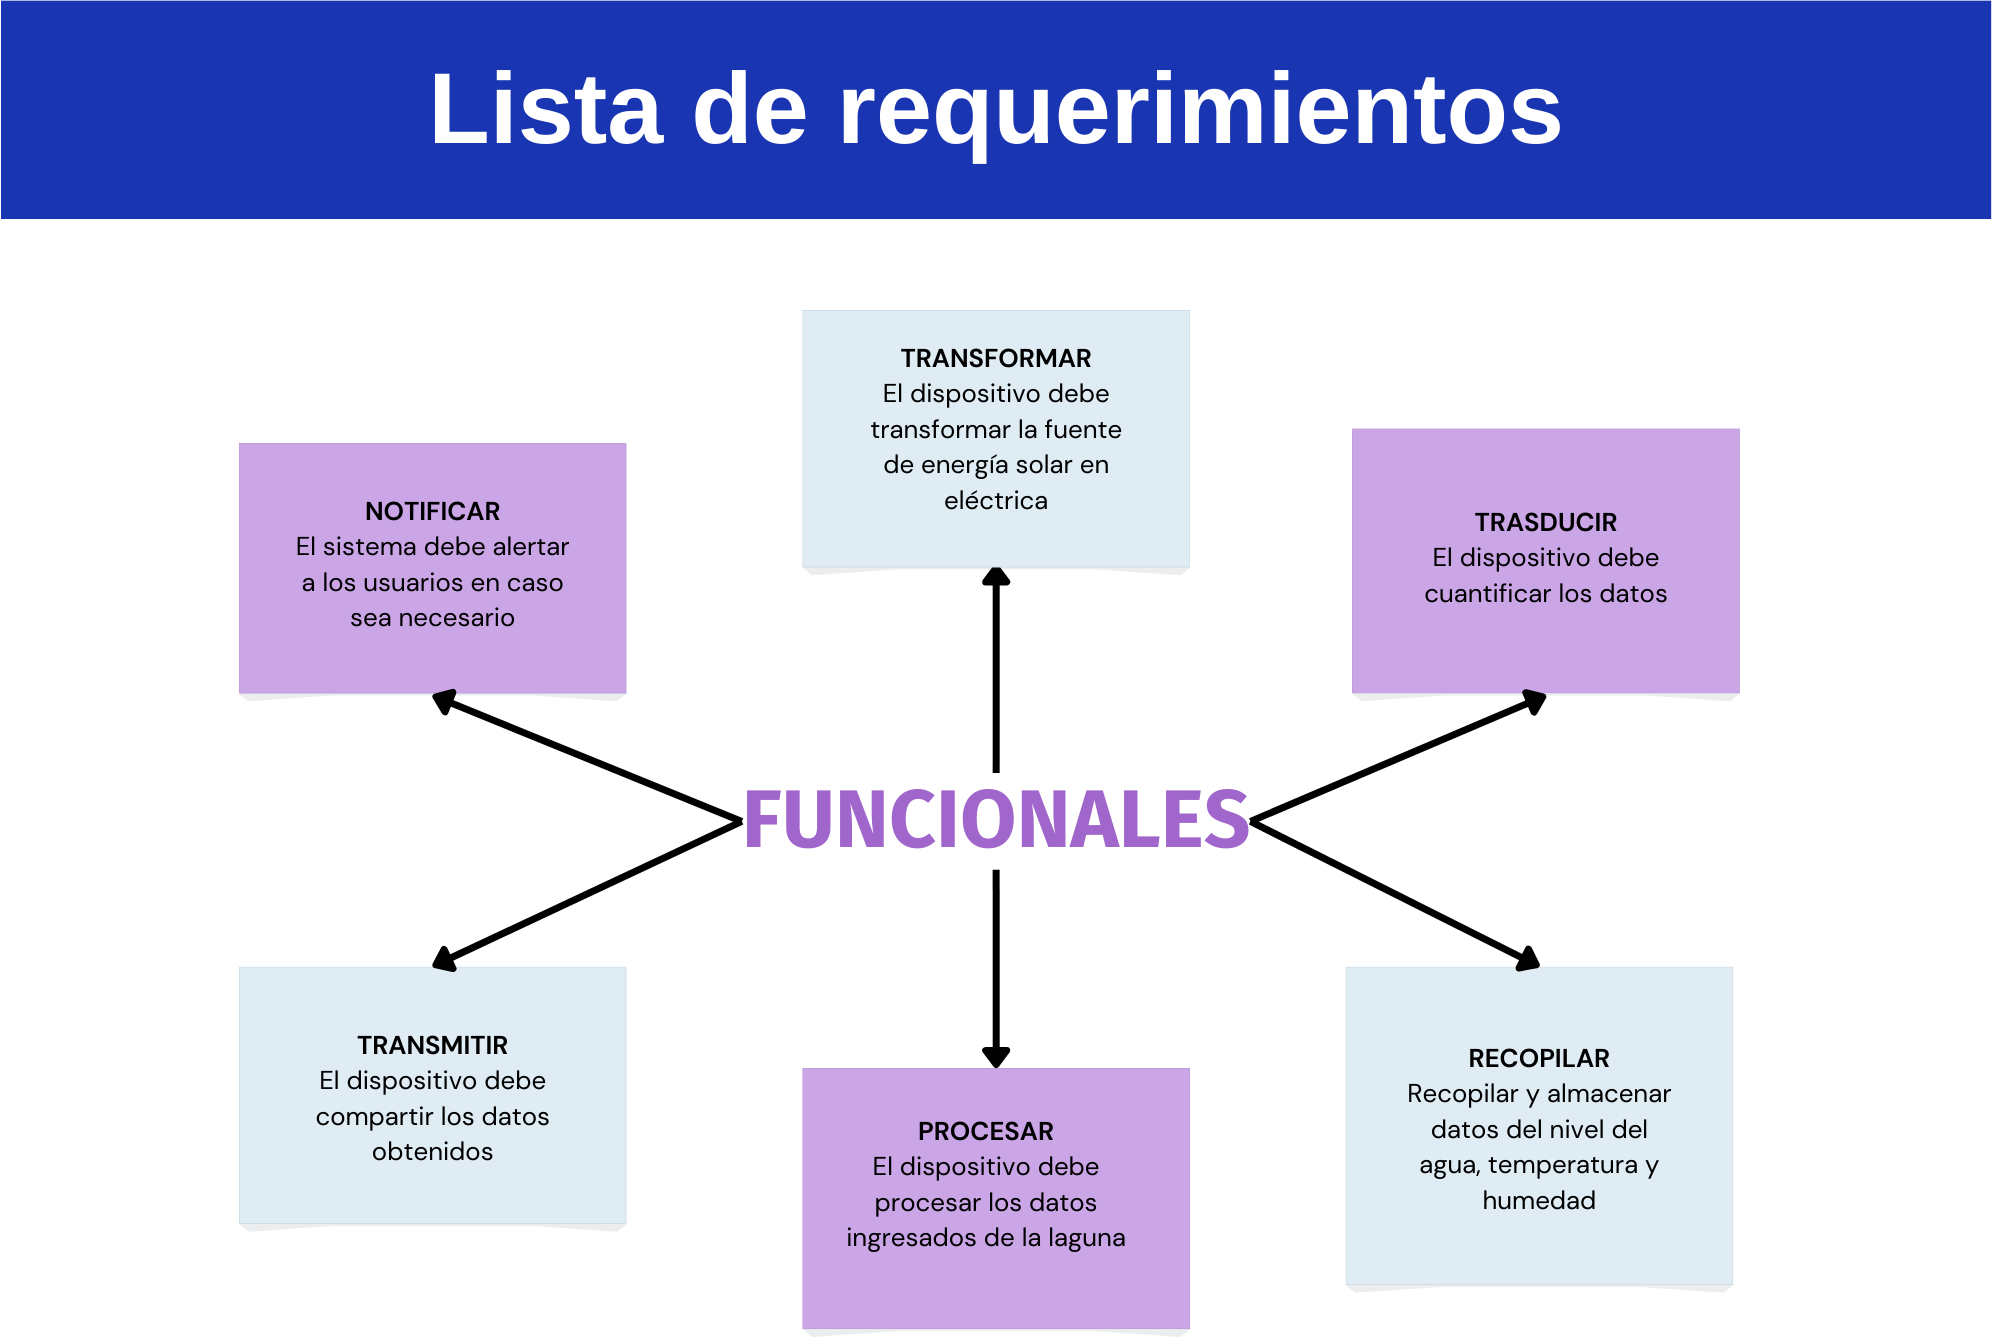 Lista de requerimientos
TRANSFORMAR
El dispositivo debe
transformar la fuente
de energía solar en
eléctrica
NOTIFICAR
El sistema debe alertar
a los usuarios en caso
sea necesario
TRASDUCIR
El dispositivo debe
cuantificar los datos
FUNCIONALES
TRANSMITIR
El dispositivo debe
compartir los datos
obtenidos
PROCESAR
El dispositivo debe
procesar los datos
ingresados de la laguna
RECOPILAR
Recopilar y almacenar
datos del nivel del
agua, temperatura y
humedad